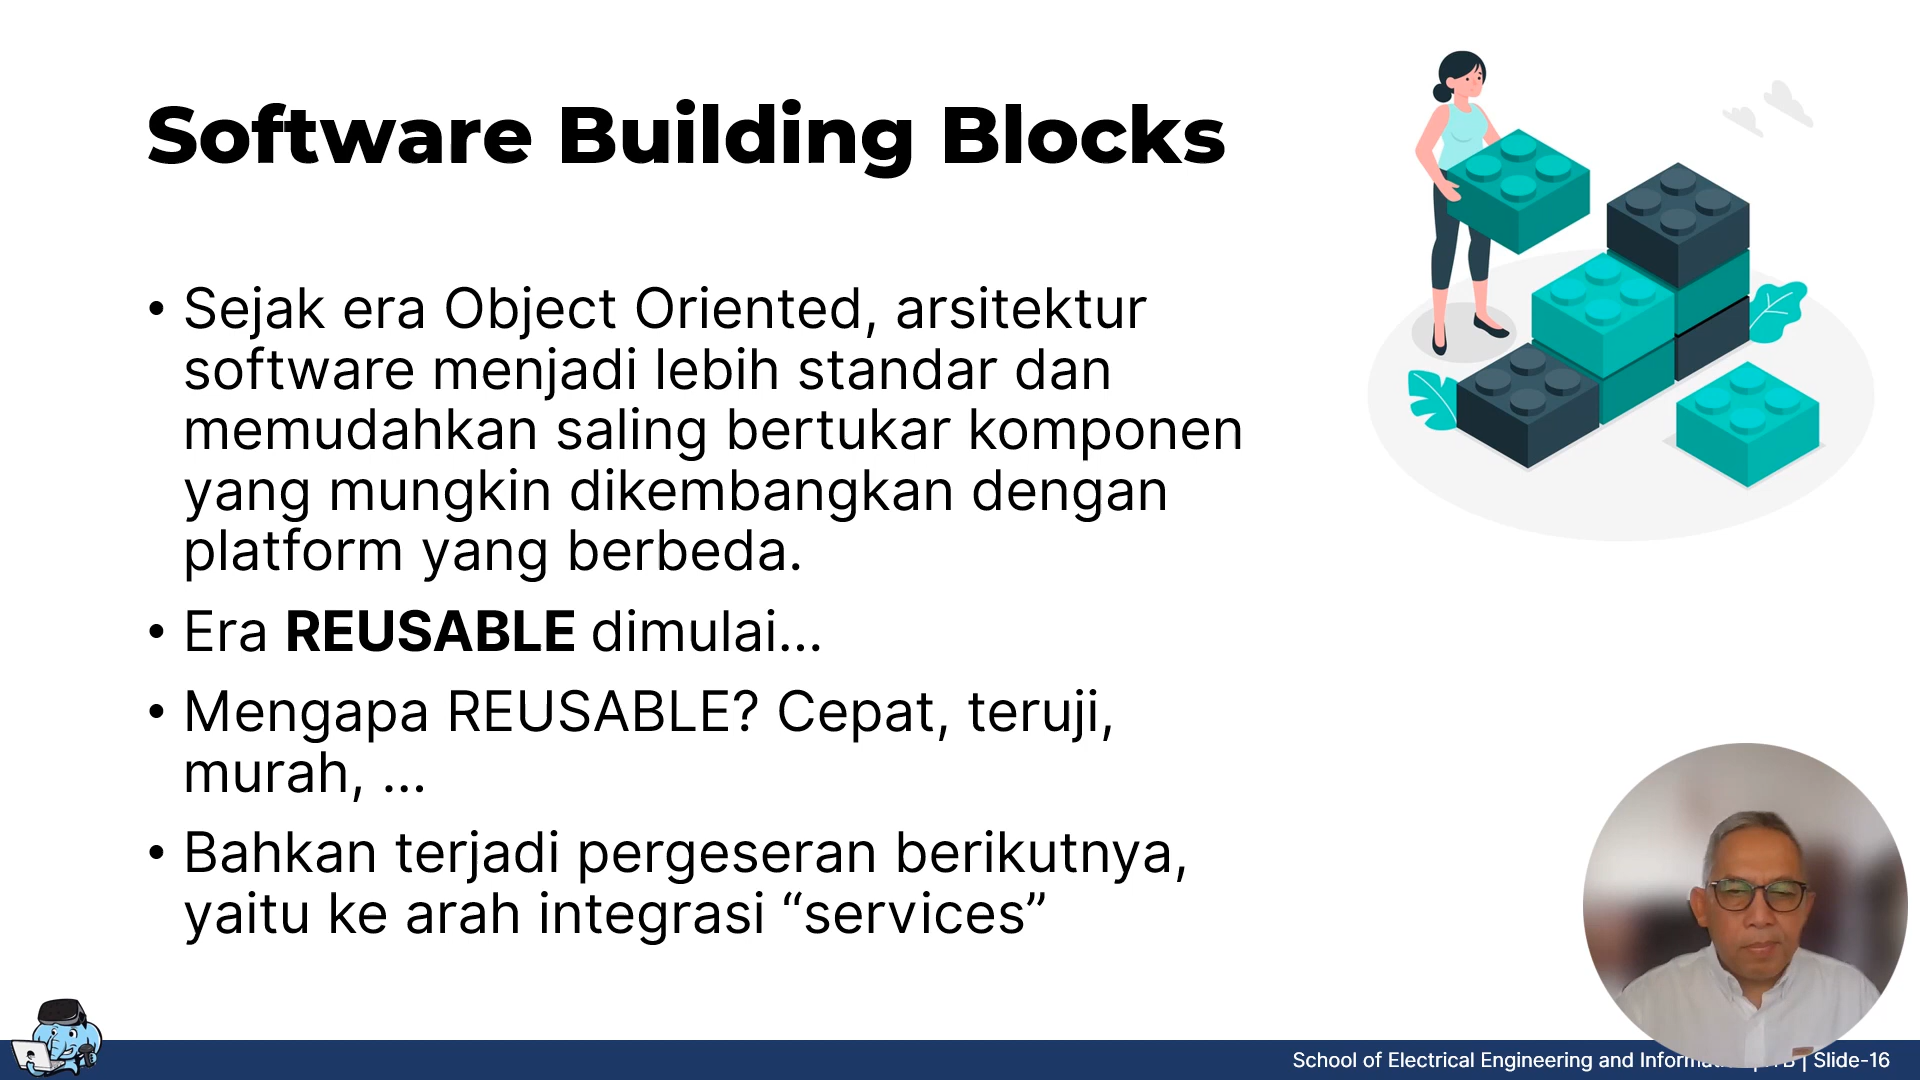 Software Building Blocks
• Sejak era Object Oriented, arsitektur
software menjadi lebih standar dan
memudahkan saling bertukar komponen
yang mungkin dikembangkan dengan
platform yang berbeda.
• Era REUSABLE dimulai...
• Mengapa REUSABLE? Cepat, teruji,
murah, ...
• Bahkan terjadi pergeseran berikutnya,
yaitu ke arah integrasi “services”
School of Electrical Engineering and | Slide-16